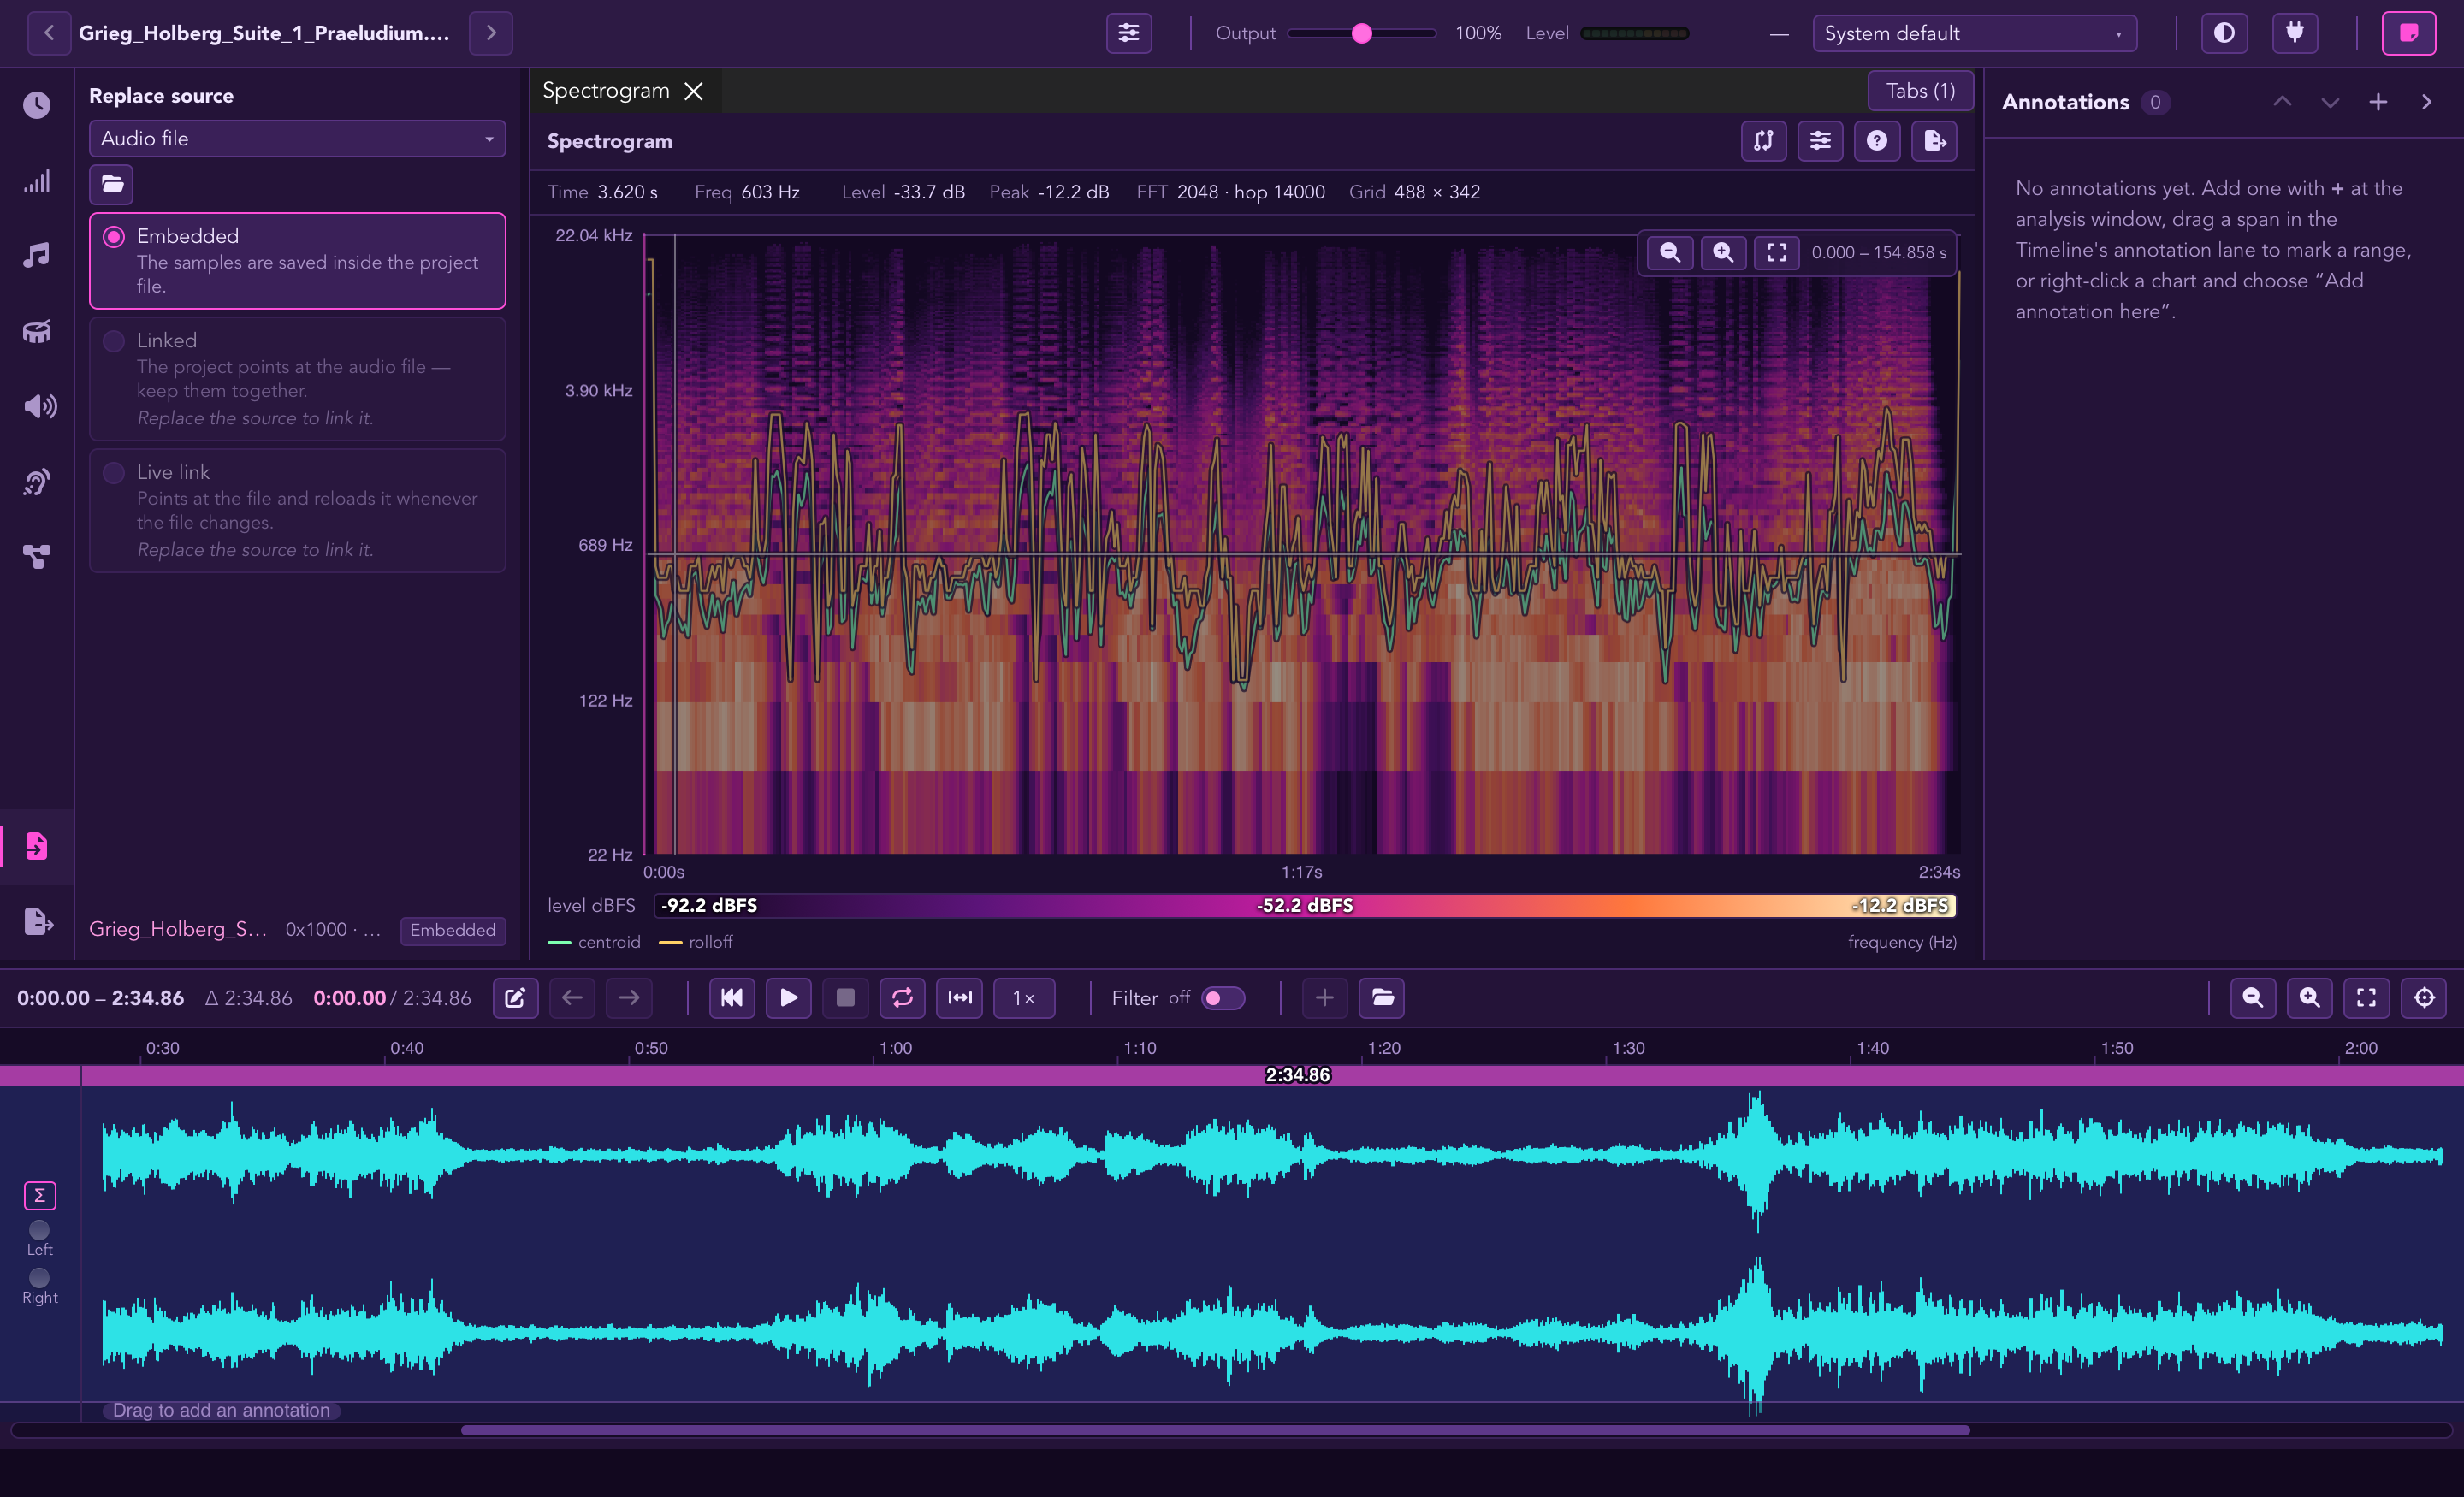 Grieg_Holberg_Suite_1_Praeludium....
Output 100% Level — System default
Replace source
Audio file
Embedded
The samples are saved inside the project
file.
Linked
The project points at the audio file —
keep them together.
Replace the source to link it.
Live link
Points at the file and reloads it whenever
the file changes.
Replace the source to link it.
Grieg_Holberg_S... 0x1000 · ... Embedded
Spectrogram Tabs (1)
Spectrogram
Time 3.620 s Freq 603 Hz Level -33.7 dB Peak -12.2 dB FFT 2048 · hop 14000 Grid 488 × 342
0.000 – 154.858 s
22.04 kHz
3.90 kHz
689 Hz
122 Hz
22 Hz
0:00s 1:17s 2:34s
level dBFS -92.2 dBFS -52.2 dBFS -12.2 dBFS
centroid rolloff frequency (Hz)
Annotations 0
No annotations yet. Add one with + at the
analysis window, drag a span in the
Timeline's annotation lane to mark a range,
or right-click a chart and choose “Add
annotation here”.
0:00.00 – 2:34.86 Δ 2:34.86 0:00.00 / 2:34.86 1× Filter off
0:30 0:40 0:50 1:00 1:10 1:20 1:30 1:40 1:50 2:00
2:34.86
Σ
Left
Right
Drag to add an annotation